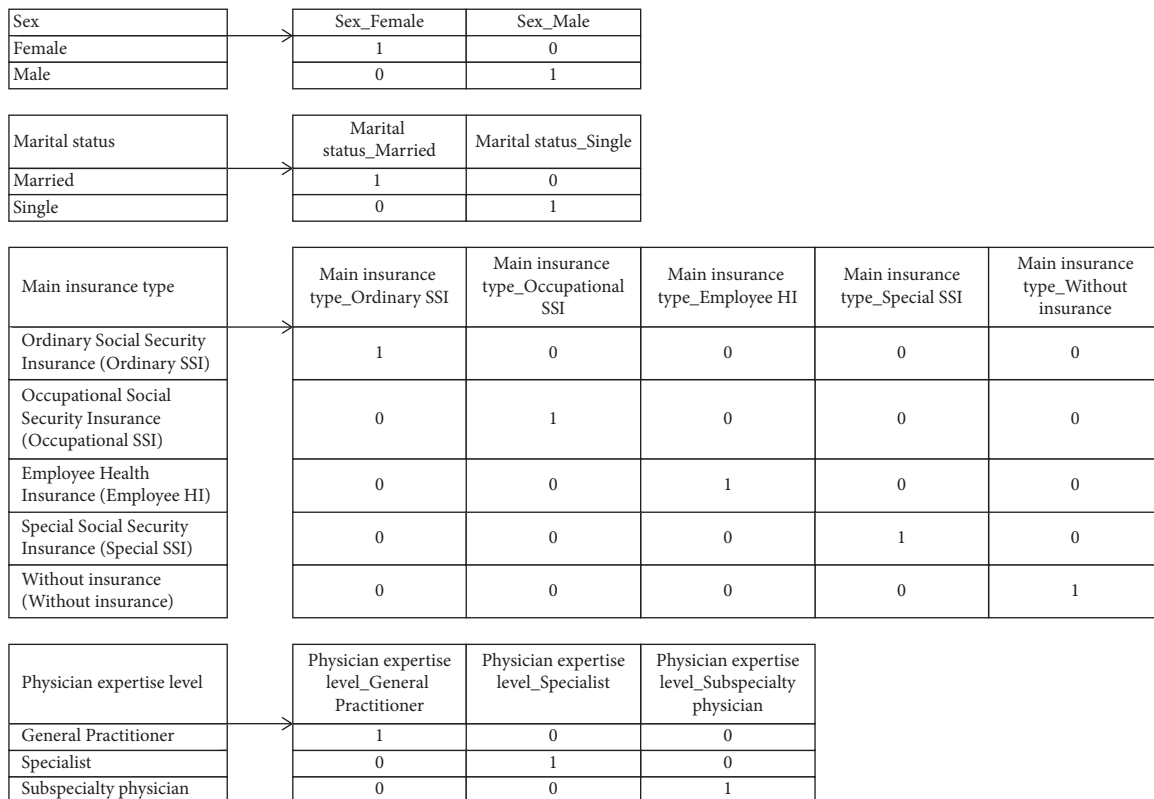 Sex Sex_Female Sex_Male
Female 1 0
Male 0 1
Marital status Marital
status_Married Marital status_Single
Married 1 0
Single 0 1
Main insurance type Main insurance
type_Ordinary SSI Main insurance
type_Occupational
SSI Main insurance
type_Employee HI Main insurance
type_Special SSI Main insurance
type_Without
insurance
Ordinary Social Security
Insurance (Ordinary SSI) 1 0 0 0 0
Occupational Social
Security Insurance
(Occupational SSI) 0 1 0 0 0
Employee Health
Insurance (Employee HI) 0 0 1 0 0
Special Social Security
Insurance (Special SSI) 0 0 0 1 0
Without insurance
(Without insurance) 0 0 0 0 1
Physician expertise level Physician expertise
level_General
Practitioner Physician expertise
level_Specialist Physician expertise
level_Subspecialty
physician
General Practitioner 1 0 0
Specialist 0 1 0
Subspecialty physician 0 0 1